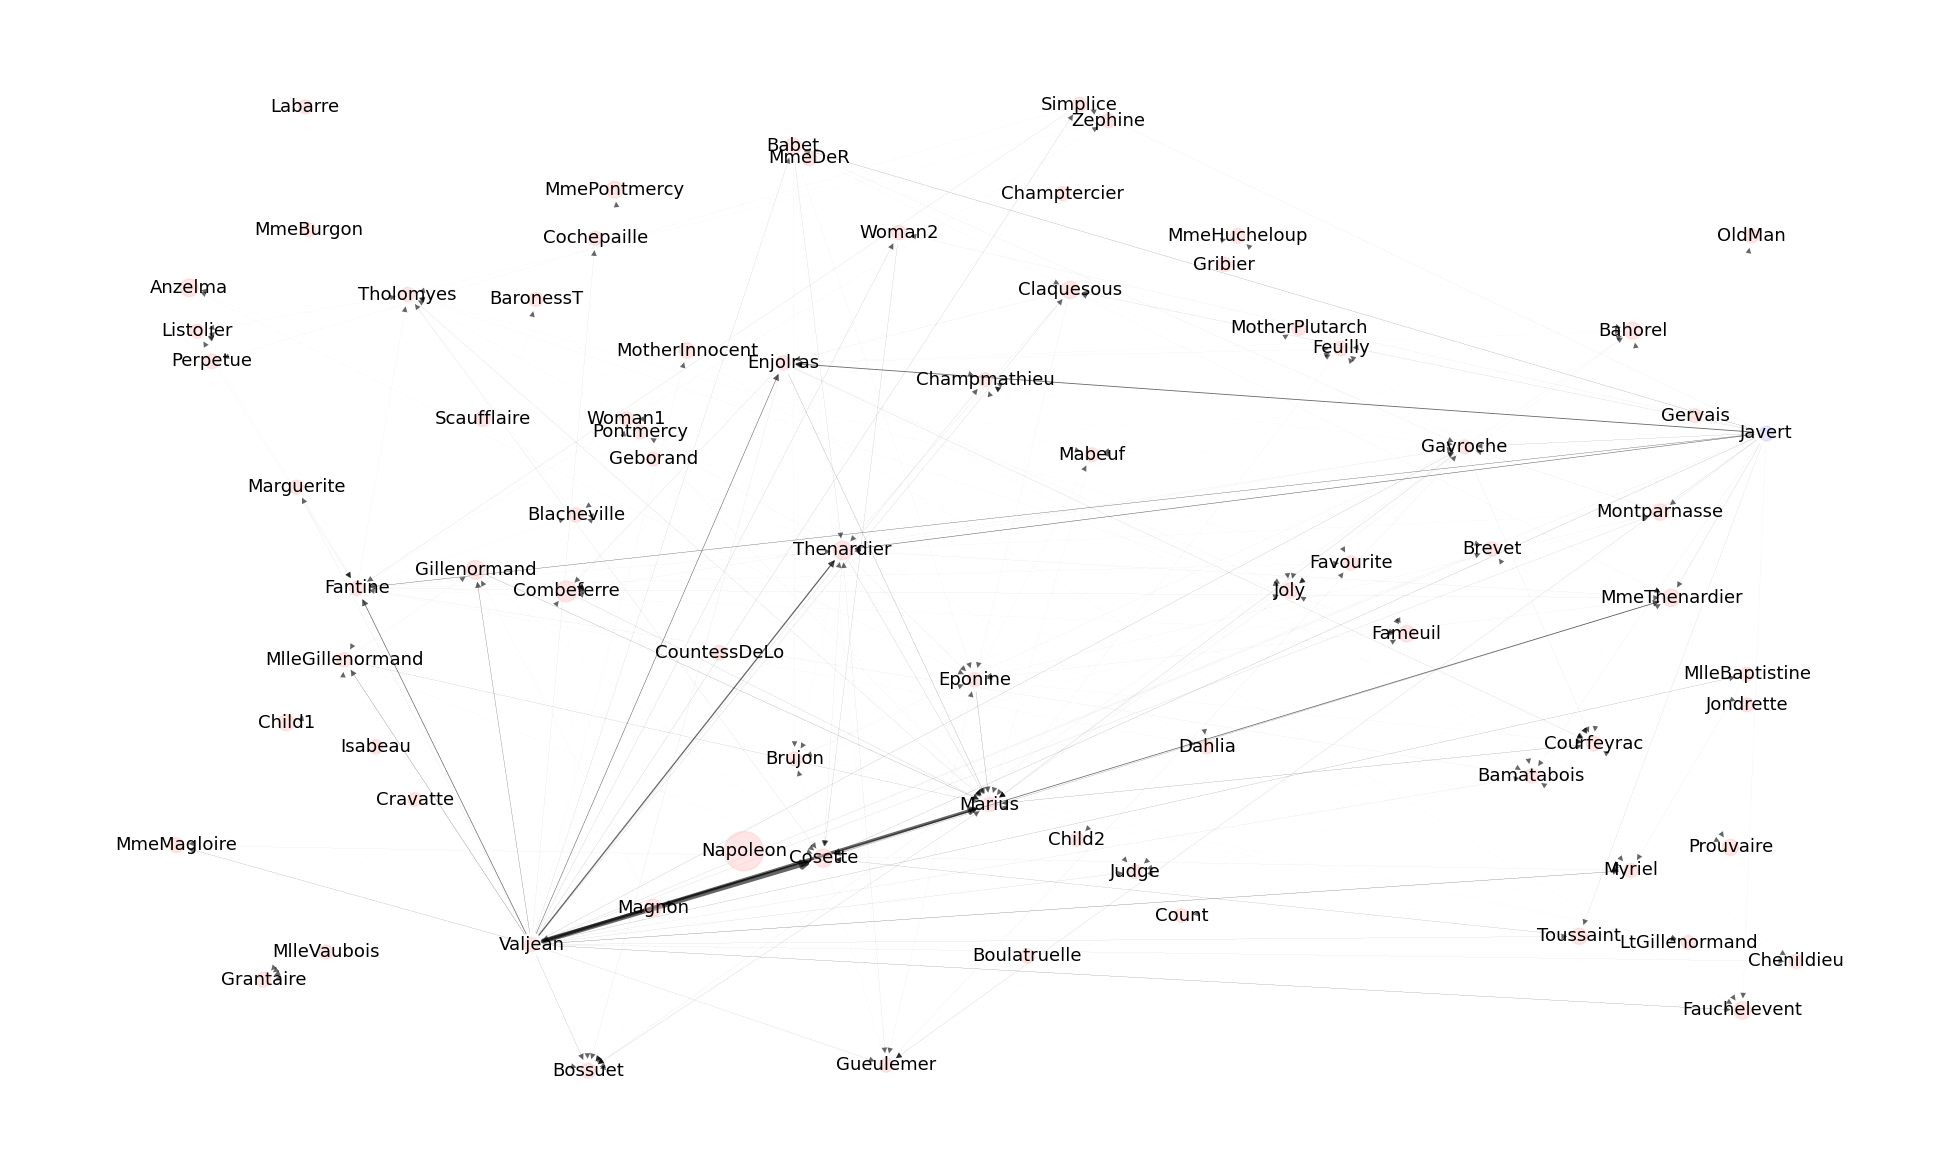 Labarre
Simplice
Zephine
Babet
MmeDeR
MmePontmercy
Champtercier
MmeBurgon
Cochepaille
Woman2
MmeHucheloup
OldMan
Gribier
Anzelma
Tholomyes
BaronessT
Claquesous
Listolier
MotherPlutarch
Bahorel
Feuilly
Perpetue
MotherInnocent
Enjolras
Champmathieu
Scaufflaire
Woman1
Pontmercy
Gervais
Javert
Geborand
Mabeuf
Gavroche
Marguerite
Blacheville
Montparnasse
Thenardier
Brevet
Gillenormand
Favourite
Fantine
Combeferre
Joly
MmeThenardier
Fameuil
MlleGillenormand
CountessDeLo
Eponine
MlleBaptistine
Jondrette
Child1
Isabeau
Brujon
Dahlia
Courfeyrac
Bamatabois
Cravatte
Marius
MmeMagloire
Napoleon
Cosette
Child2
Prouvaire
Judge
Myriel
Magnon
Count
Valjean
Toussaint
LtGillenormand
MlleVaubois
Boulatruelle
Chenildieu
Grantaire
Fauchelevent
Bossuet
Gueulemer